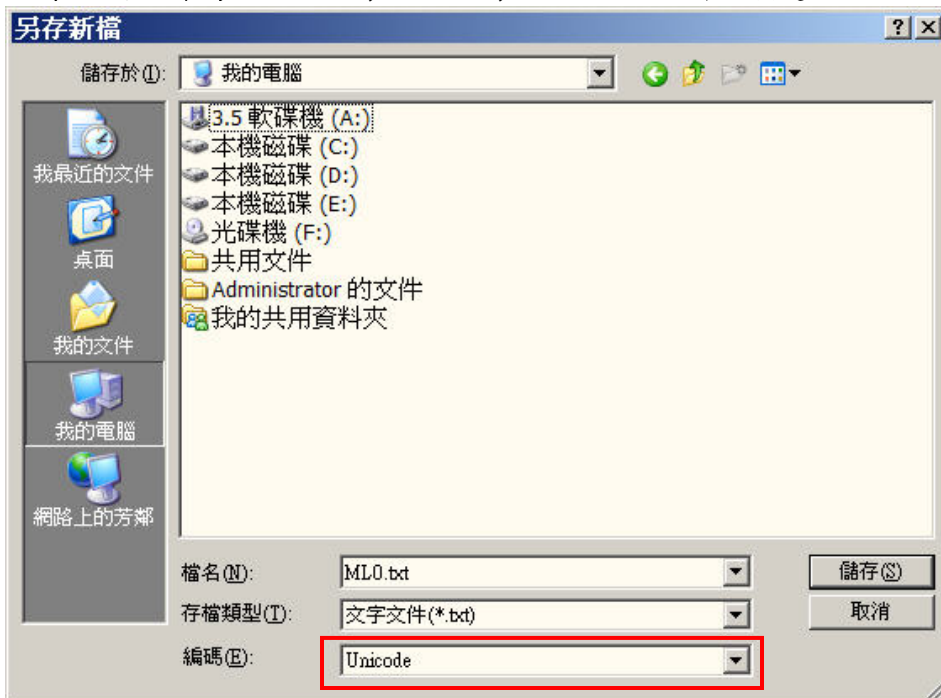 另存新檔
儲存於(I):
我的電腦
3.5 軟碟機 (A:)
本機磁碟 (C:)
本機磁碟 (D:)
本機磁碟 (E:)
光碟機 (F:)
共用文件
Administrator 的文件
我的共用資料夾
我最近的文件
桌面
我的文件
我的電腦
網路上的芳鄰
檔名(N):
ML0.txt
儲存(S)
存檔類型(T):
文字文件(*.txt)
取消
編碼(E):
Unicode